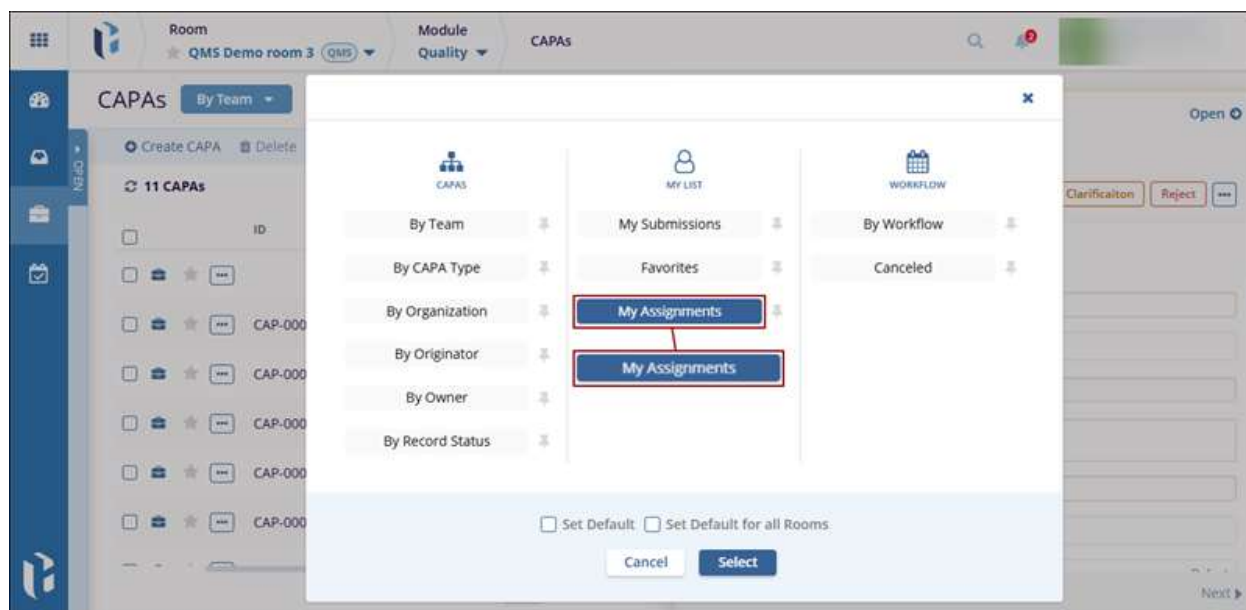 Room
QMS Demo room 3 QMS
Module
Quality
CAPAs
2
CAPAs
By Team
Open
OPEN
Create CAPA Delete
11 CAPAs
Clarificaiton Reject
ID
CAP-000
CAP-000
CAP-000
CAP-000
CAP-000
CAPAS
By Team
By CAPA Type
By Organization
By Originator
By Owner
By Record Status
MY LIST
My Submissions
Favorites
My Assignments
My Assignments
WORKFLOW
By Workflow
Canceled
Set Default Set Default for all Rooms
Cancel Select
Next